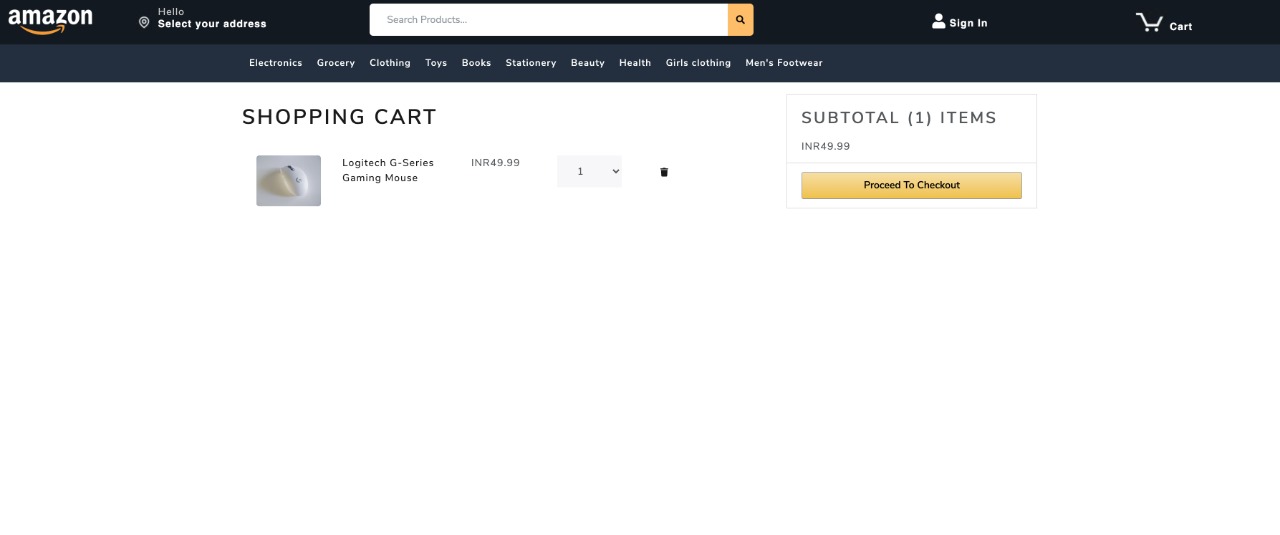 amazon
Hello
Select your address
Search Products...
Sign In
Cart
Electronics Grocery Clothing Toys Books Stationery Beauty Health Girls clothing Men's Footwear
SHOPPING CART
Logitech G-Series
Gaming Mouse
INR49.99
1
SUBTOTAL (1) ITEMS
INR49.99
Proceed To Checkout